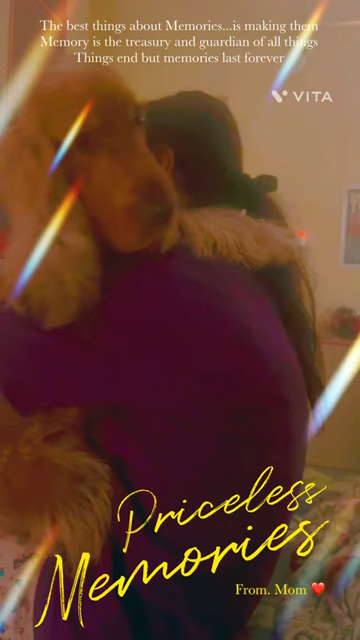 The best things about Memories...is making them
Memory is the treasury and guardian of all things
Things end but memories last forever
VITA
Priceless
Memories
From. Mom ❤️